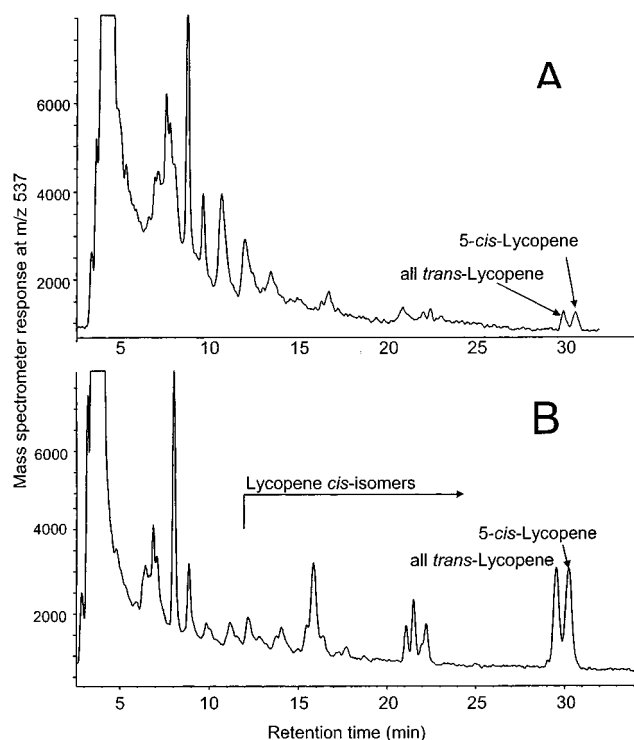 A
Mass spectrometer response at m/z 537
6000
4000
2000
5-cis-Lycopene
all trans-Lycopene
5 10 15 20 25 30
B
6000
4000
2000
Lycopene cis-isomers
5-cis-Lycopene
all trans-Lycopene
5 10 15 20 25 30
Retention time (min)